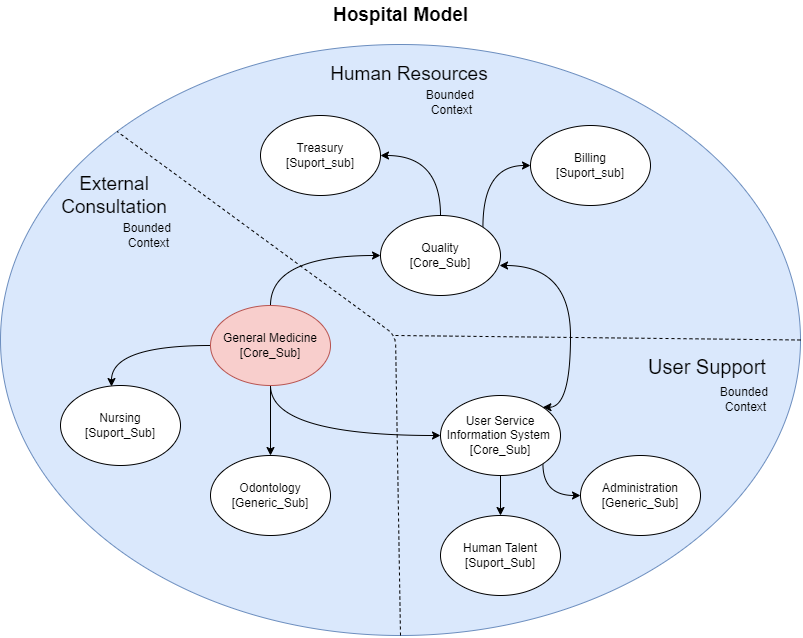 Hospital Model
Human Resources
Bounded
Context
Treasury
[Suport_sub]
Billing
[Suport_sub]
External
Consultation
Bounded
Context
Quality
[Core_Sub]
General Medicine
[Core_Sub]
User Support
Bounded
Context
Nursing
[Suport_Sub]
User Service
Information System
[Core_Sub]
Odontology
[Generic_Sub]
Administration
[Generic_Sub]
Human Talent
[Suport_Sub]